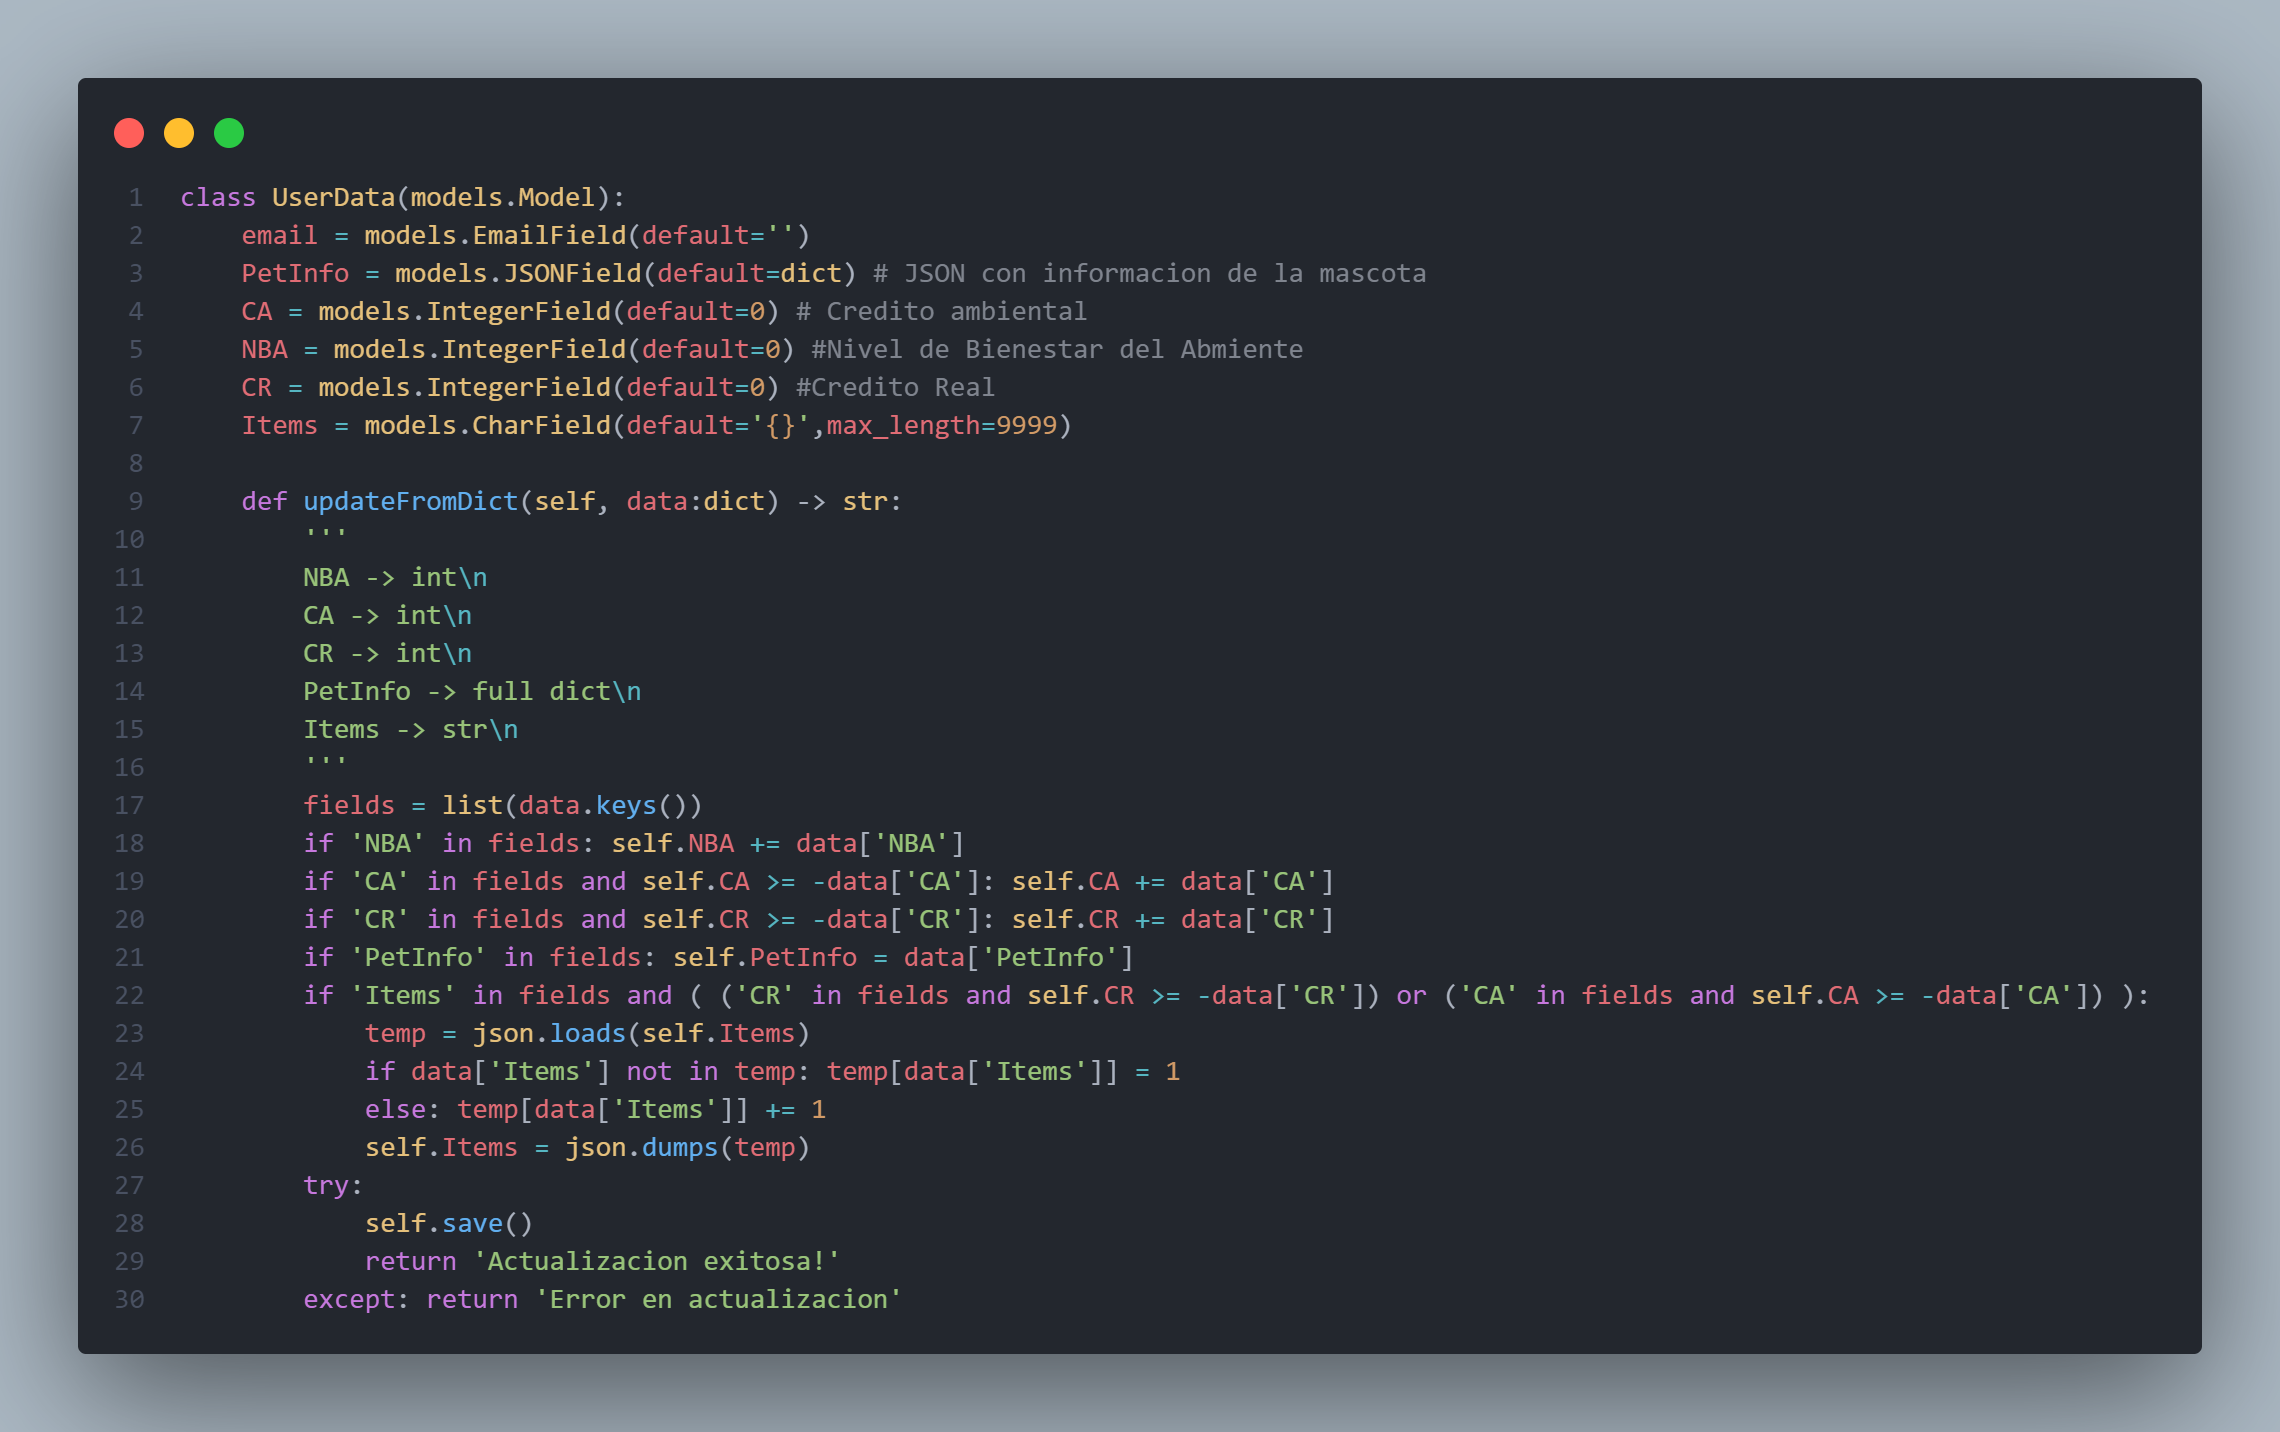 1 class UserData(models.Model):
2     email = models.EmailField(default='')
3     PetInfo = models.JSONField(default=dict) # JSON con informacion de la mascota
4     CA = models.IntegerField(default=0) # Credito ambiental
5     NBA = models.IntegerField(default=0) #Nivel de Bienestar del Abmiente
6     CR = models.IntegerField(default=0) #Credito Real
7     Items = models.CharField(default='{}',max_length=9999)
8
9     def updateFromDict(self, data:dict) -> str:
10         '''
11         NBA -> int\n
12         CA -> int\n
13         CR -> int\n
14         PetInfo -> full dict\n
15         Items -> str\n
16         '''
17         fields = list(data.keys())
18         if 'NBA' in fields: self.NBA += data['NBA']
19         if 'CA' in fields and self.CA >= -data['CA']: self.CA += data['CA']
20         if 'CR' in fields and self.CR >= -data['CR']: self.CR += data['CR']
21         if 'PetInfo' in fields: self.PetInfo = data['PetInfo']
22         if 'Items' in fields and ( ('CR' in fields and self.CR >= -data['CR']) or ('CA' in fields and self.CA >= -data['CA']) ):
23             temp = json.loads(self.Items)
24             if data['Items'] not in temp: temp[data['Items']] = 1
25             else: temp[data['Items']] += 1
26             self.Items = json.dumps(temp)
27         try:
28             self.save()
29             return 'Actualizacion exitosa!'
30         except: return 'Error en actualizacion'